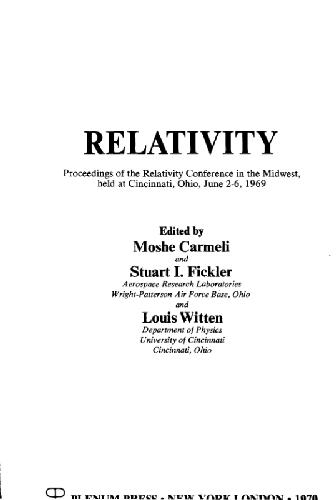 RELATIVITY
Proceedings of the Relativity Conference in the Midwest,
held at Cincinnati, Ohio, June 2-6, 1969
Edited by
Moshe Carmeli
and
Stuart I. Fickler
Aerospace Research Laboratories
Wright-Patterson Air Force Base, Ohio
and
Louis Witten
Department of Physics
University of Cincinnati
Cincinnati, Ohio
PLENUM PRESS • NEW YORK-LONDON • 1970